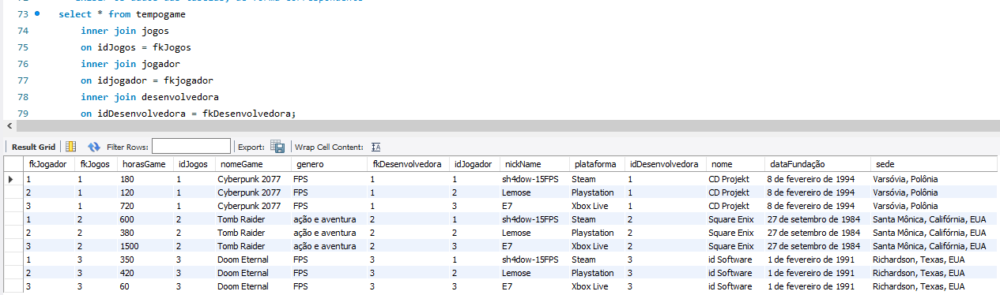 73 select * from tempogame
74 inner join jogos
75 on idJogos = fkJogos
76 inner join jogador
77 on idjogador = fkjogador
78 inner join desenvolvedora
79 on idDesenvolvedora = fkDesenvolvedora;
Result Grid Filter Rows: Export: Wrap Cell Content: IA
fkJogador fkJogos horasGame idJogos nomeGame genero fkDesenvolvedora idJogador nickName plataforma idDesenvolvedora nome dataFundação sede
1 1 180 1 Cyberpunk 2077 FPS 1 1 sh4dow-15FPS Steam 1 CD Projekt 8 de fevereiro de 1994 Varsóvia, Polônia
2 1 120 1 Cyberpunk 2077 FPS 1 2 Lemose Playstation 1 CD Projekt 8 de fevereiro de 1994 Varsóvia, Polônia
3 1 720 1 Cyberpunk 2077 FPS 1 3 E7 Xbox Live 1 CD Projekt 8 de fevereiro de 1994 Varsóvia, Polônia
1 2 600 2 Tomb Raider ação e aventura 2 1 sh4dow-15FPS Steam 2 Square Enix 27 de setembro de 1984 Santa Mônica, Califórnia, EUA
2 2 380 2 Tomb Raider ação e aventura 2 2 Lemose Playstation 2 Square Enix 27 de setembro de 1984 Santa Mônica, Califórnia, EUA
3 2 1500 2 Tomb Raider ação e aventura 2 3 E7 Xbox Live 2 Square Enix 27 de setembro de 1984 Santa Mônica, Califórnia, EUA
1 3 350 3 Doom Eternal FPS 3 1 sh4dow-15FPS Steam 3 id Software 1 de fevereiro de 1991 Richardson, Texas, EUA
2 3 420 3 Doom Eternal FPS 3 2 Lemose Playstation 3 id Software 1 de fevereiro de 1991 Richardson, Texas, EUA
3 3 60 3 Doom Eternal FPS 3 3 E7 Xbox Live 3 id Software 1 de fevereiro de 1991 Richardson, Texas, EUA